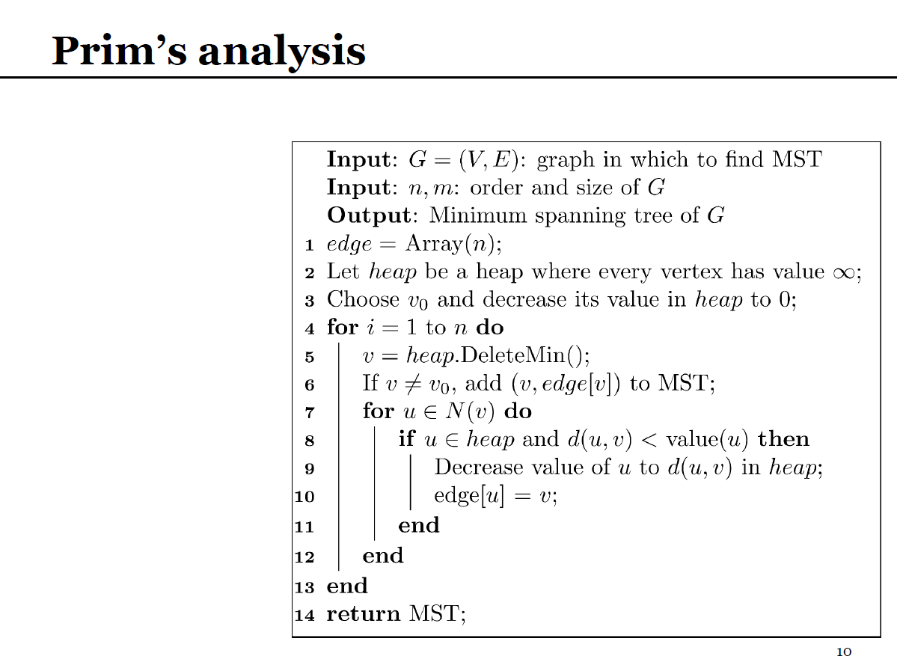 Prim's analysis
Input: G = (V, E): graph in which to find MST
Input: n, m: order and size of G
Output: Minimum spanning tree of G
1 edge = Array(n);
2 Let heap be a heap where every vertex has value ∞;
3 Choose v₀ and decrease its value in heap to 0;
4 for i = 1 to n do
5 v = heap.DeleteMin();
6 If v ≠ v₀, add (v, edge[v]) to MST;
7 for u ∈ N(v) do
8 if u ∈ heap and d(u, v) < value(u) then
9 Decrease value of u to d(u, v) in heap;
10 edge[u] = v;
11 end
12 end
13 end
14 return MST;
10